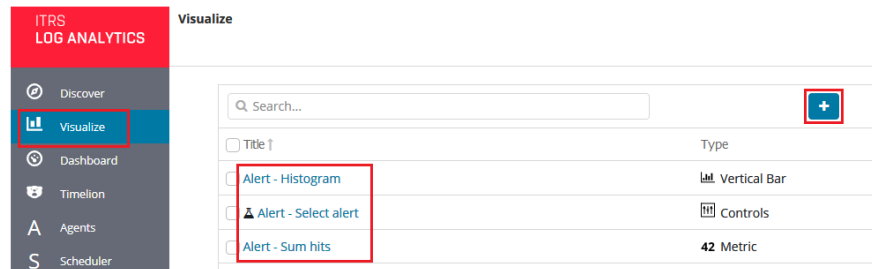 ITRS
LOG ANALYTICS
Visualize
Discover
Visualize
Dashboard
Timelion
A Agents
S Scheduler
Search...
Title
Type
Alert - Histogram
Vertical Bar
Alert - Select alert
Controls
Alert - Sum hits
42 Metric